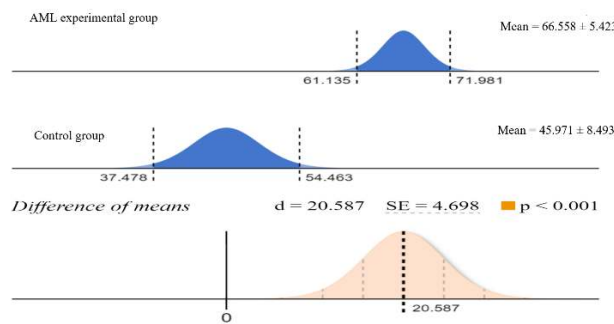 AML experimental group
Mean = 66.558 ± 5.423
61.135 71.981
Control group
Mean = 45.971 ± 8.493
37.478 54.463
Difference of means d = 20.587 SE = 4.698 p < 0.001
0 20.587